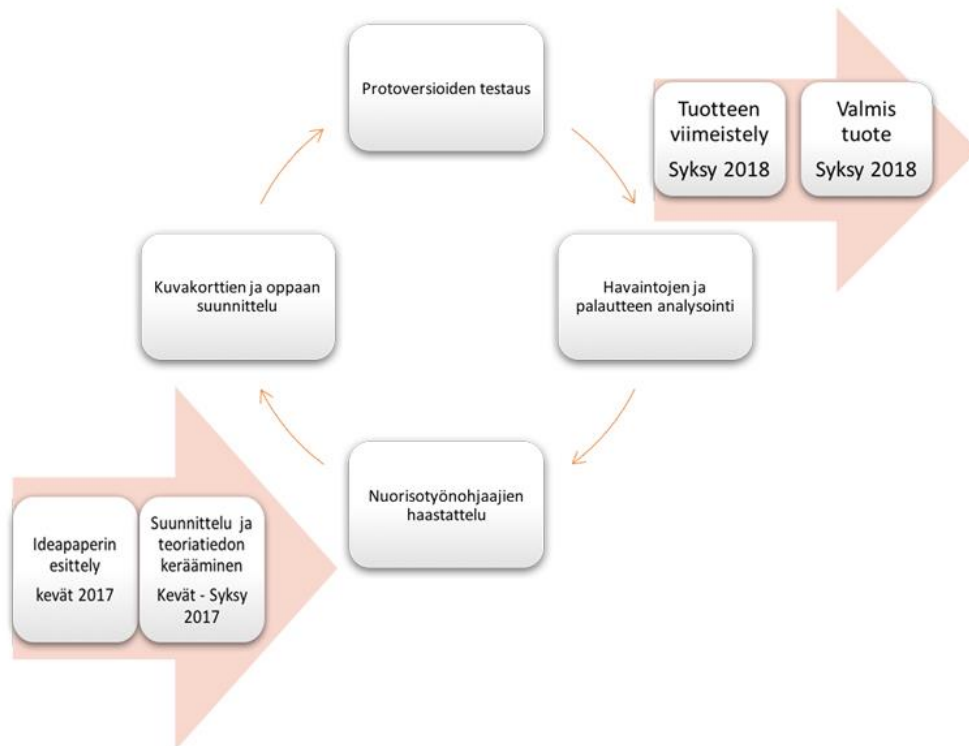 Protoversioiden testaus
Tuotteen
viimeistely
Syksy 2018
Valmis
tuote
Syksy 2018
Kuvakorttien ja oppaan
suunnittelu
Havaintojen ja
palautteen analysointi
Nuorisotyönohjaajien
haastattelu
Ideapaperin
esittely
kevät 2017
Suunnittelu ja
teoriatiedon
kerääminen
Kevät - Syksy
2017